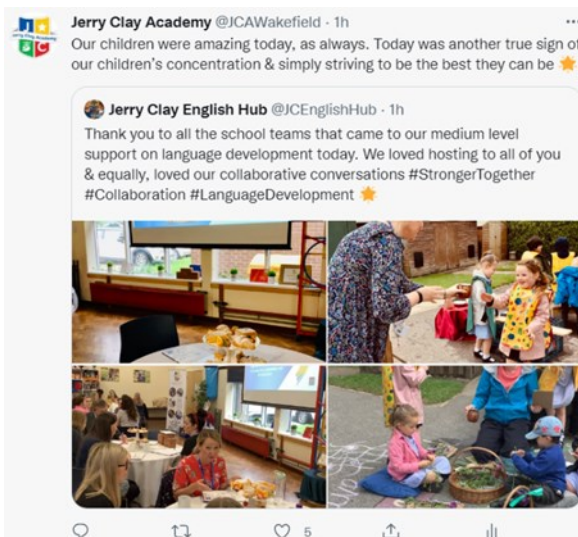 Jerry Clay Academy @JCAWakefield · 1h
Our children were amazing today, as always. Today was another true sign of
our children's concentration & simply striving to be the best they can be ⭐
Jerry Clay English Hub @JCEnglishHub · 1h
Thank you to all the school teams that came to our medium level
support on language development today. We loved hosting to all of you
& equally, loved our collaborative conversations #StrongerTogether
#Collaboration #LanguageDevelopment ⭐
5